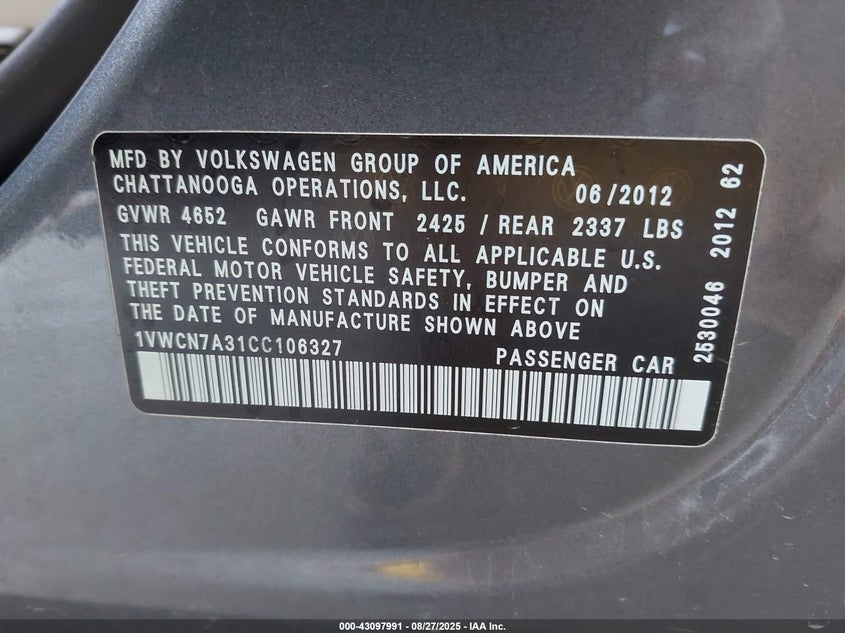 MFD BY VOLKSWAGEN GROUP OF AMERICA
CHATTANOOGA OPERATIONS, LLC. 06/2012
GVWR 4652 GAWR FRONT 2425 / REAR 2337 LBS
THIS VEHICLE CONFORMS TO ALL APPLICABLE U.S.
FEDERAL MOTOR VEHICLE SAFETY, BUMPER AND
THEFT PREVENTION STANDARDS IN EFFECT ON
THE DATE OF MANUFACTURE SHOWN ABOVE
1VWCN7A31CC106327 PASSENGER CAR
2530046 2012 62
000-43097991 - 08/27/2025 - IAA Inc.